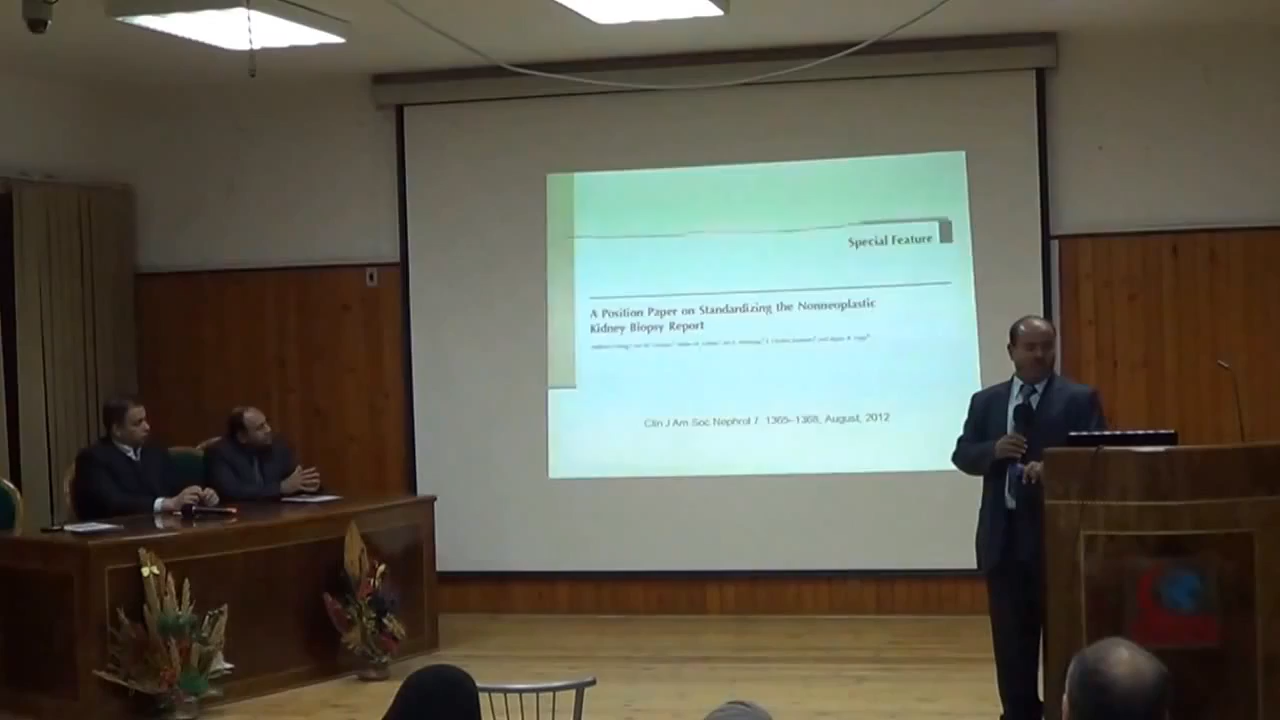 Special Feature
A Position Paper on Standardizing the Nonneoplastic
Kidney Biopsy Report
Clin J Am Soc Nephrol 7 1365–1368, August, 2012